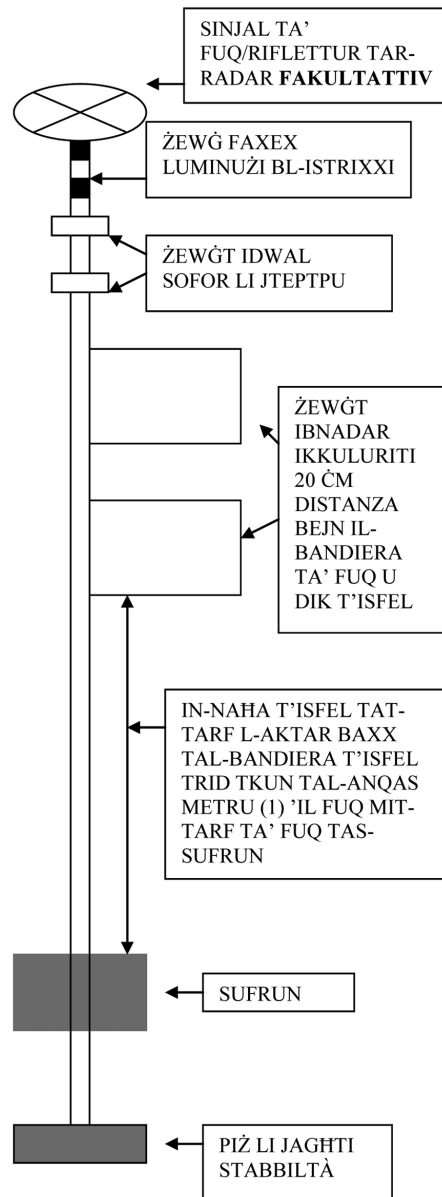 SINJAL TA'
FUQ/RIFLETTUR TAR-
RADAR FAKULTATTIV
ŻEWĠ FAXEX
LUMINUŻI BL-ISTRIXXI
ŻEWĠT IDWAL
SOFOR LI JTEPTPU
ŻEWĠT
IBNADAR
IKKULURITI
20 ĊM
DISTANZA
BEJN IL-
BANDIERA
TA' FUQ U
DIK T'ISFEL
IN-NAĦA T'ISFEL TAT-
TARF L-AKTAR BAXX
TAL-BANDIERA T'ISFEL
TRID TKUN TAL-ANQAS
METRU (1) 'IL FUQ MIT-
TARF TA' FUQ TAS-
SUFRUN
SUFRUN
PIŻ LI JAGĦTI
STABBILTÀ